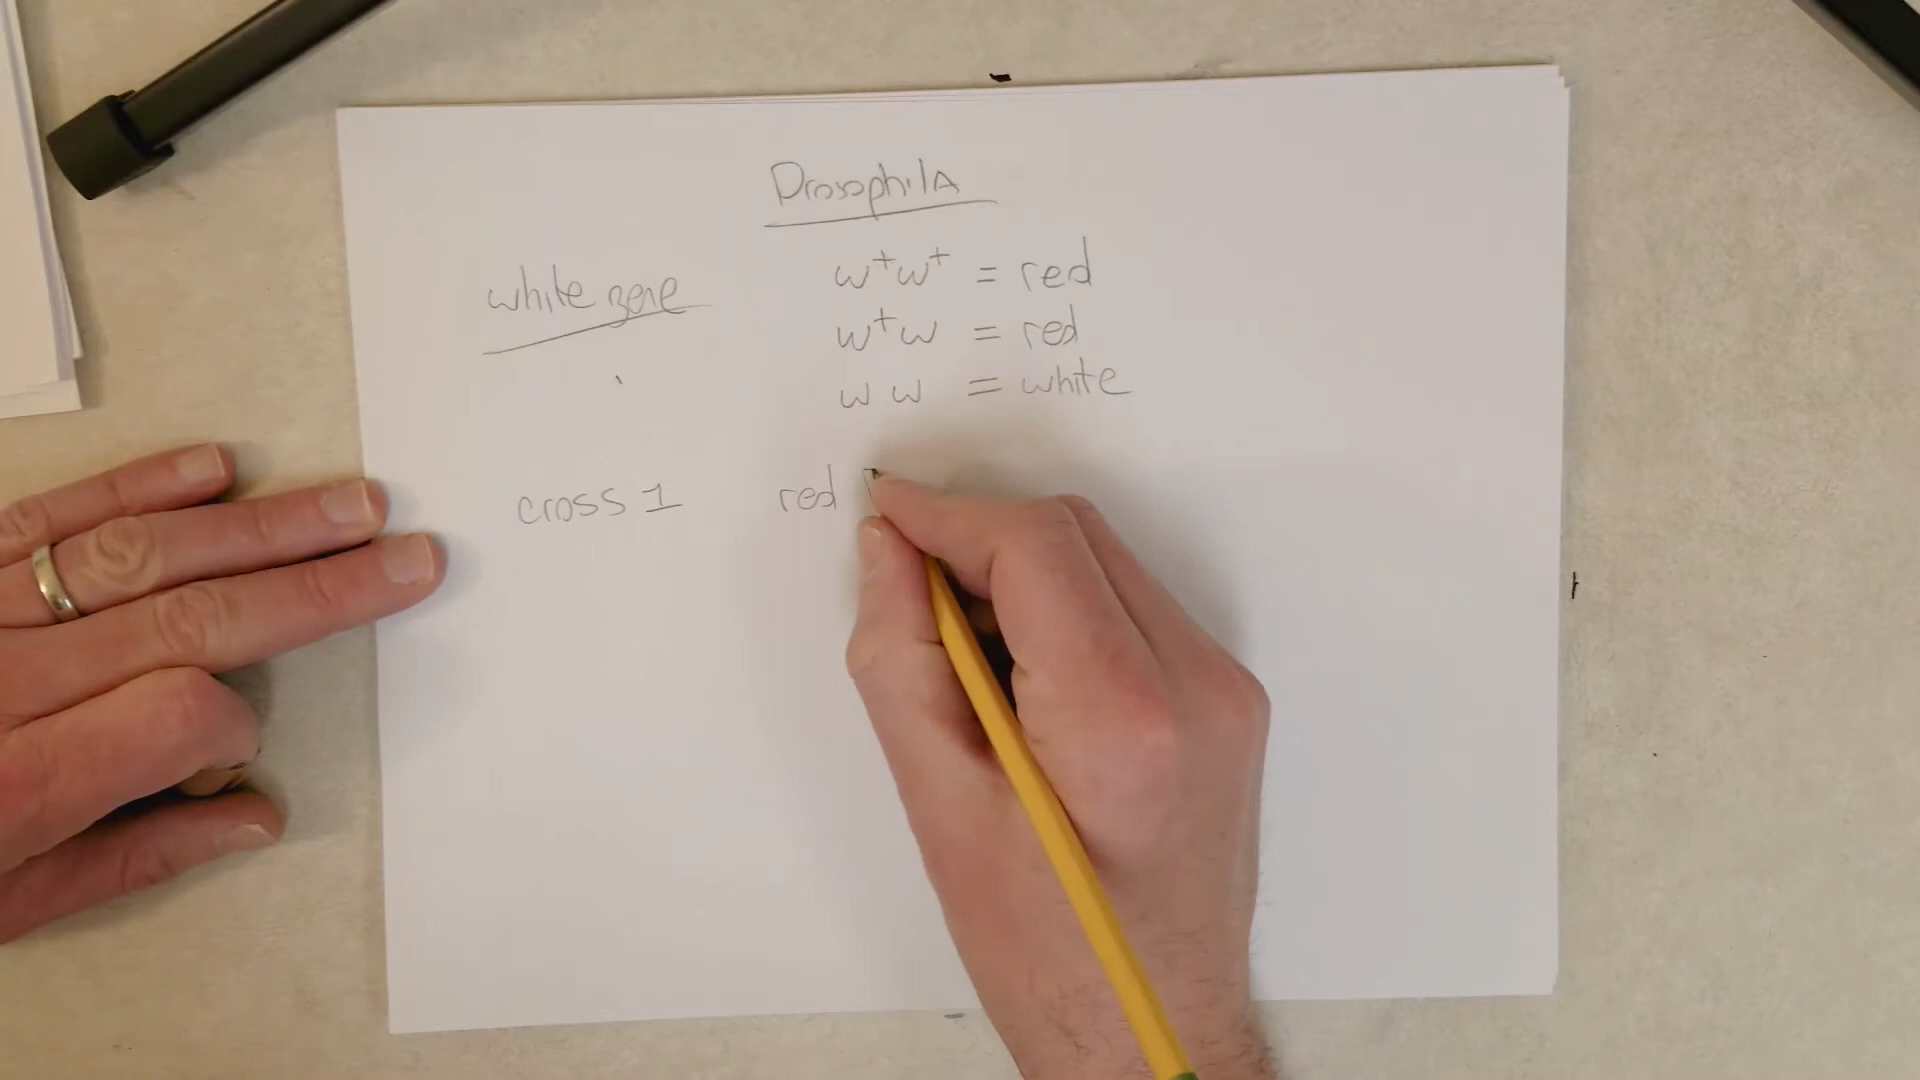 DrosophilA
white gene
w⁺w⁺ = red
w⁺w = red
w w = white
cross 1 red